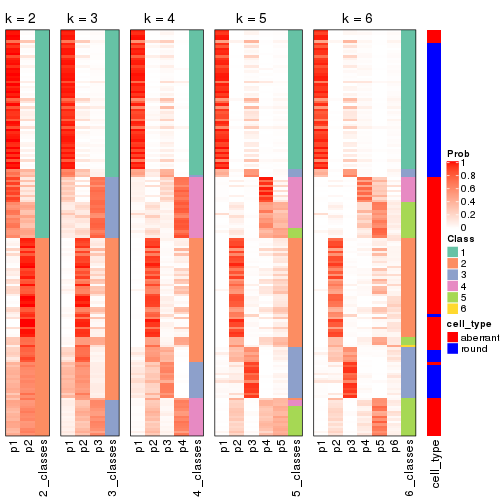 k = 2
k = 3
k = 4
k = 5
k = 6
p1
p2
2_classes
p1
p2
p3
3_classes
p1
p2
p3
p4
4_classes
p1
p2
p3
p4
p5
5_classes
p1
p2
p3
p4
p5
p6
6_classes
cell_type
Prob
1
0.8
0.6
0.4
0.2
0
Class
1
2
3
4
5
6
cell_type
aberrant
round